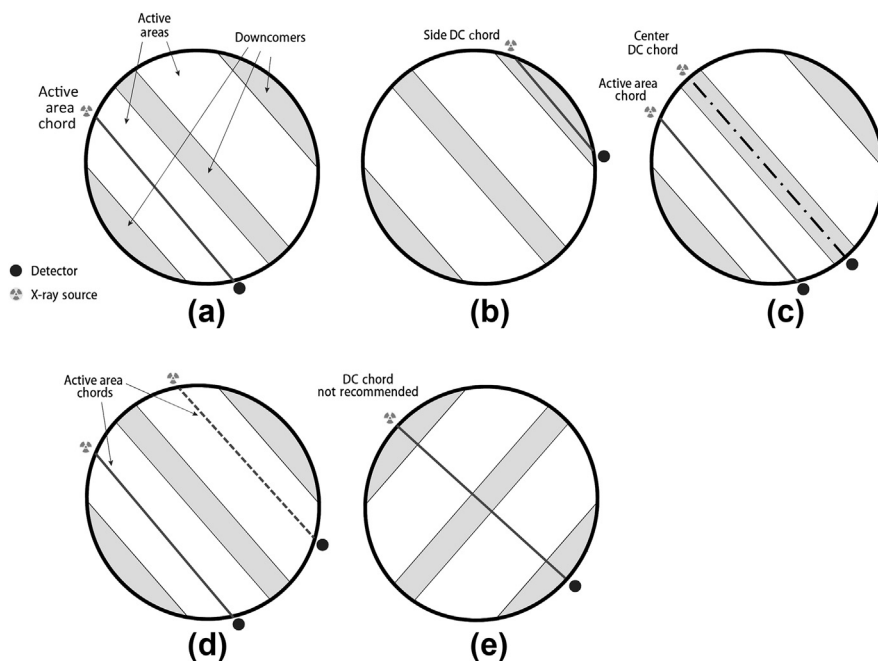 Active
areas
Downcomers
Active
area
chord
Side DC chord
Center
DC chord
Active area
chord
Detector
X-ray source
(a)
(b)
(c)
Active area
chords
DC chord
not recommended
(d)
(e)